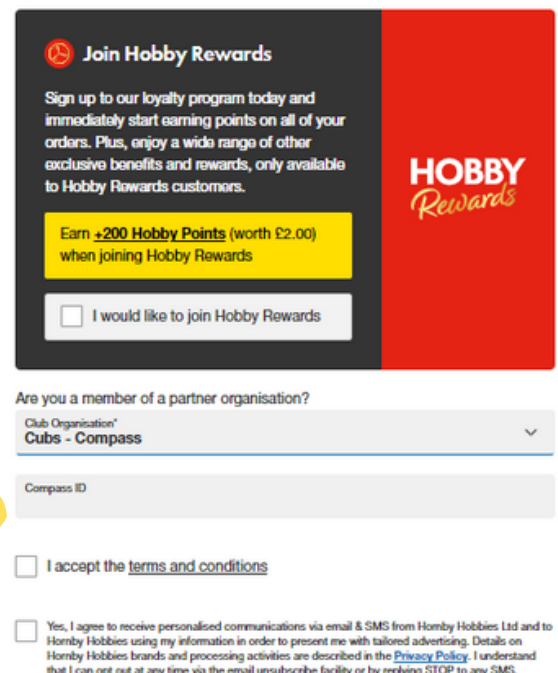 Join Hobby Rewards
Sign up to our loyalty program today and
immediately start earning points on all of your
orders. Plus, enjoy a wide range of other
exclusive benefits and rewards, only available
to Hobby Rewards customers.
Earn +200 Hobby Points (worth £2.00)
when joining Hobby Rewards
I would like to join Hobby Rewards
HOBBY
Rewards
Are you a member of a partner organisation?
Club Organisation*
Cubs - Compass
Compass ID
I accept the terms and conditions
Yes, I agree to receive personalised communications via email & SMS from Hornby Hobbies Ltd and to
Hornby Hobbies using my information in order to present me with tailored advertising. Details on
Hornby Hobbies brands and processing activities are described in the Privacy Policy. I understand
that I can opt out at any time via the email unsubscribe facility or by replying STOP to any SMS.